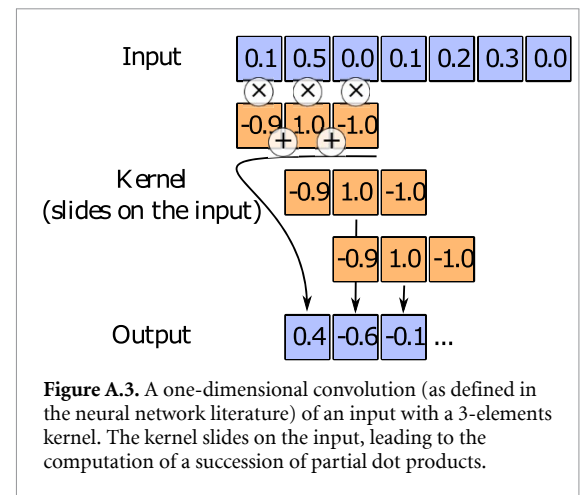 Input 0.1 0.5 0.0 0.1 0.2 0.3 0.0
× × ×
-0.9 1.0 -1.0
+ +
Kernel
(slides on the input)
-0.9 1.0 -1.0
-0.9 1.0 -1.0
Output 0.4 -0.6 -0.1 ...
Figure A.3. A one-dimensional convolution (as defined in
the neural network literature) of an input with a 3-elements
kernel. The kernel slides on the input, leading to the
computation of a succession of partial dot products.